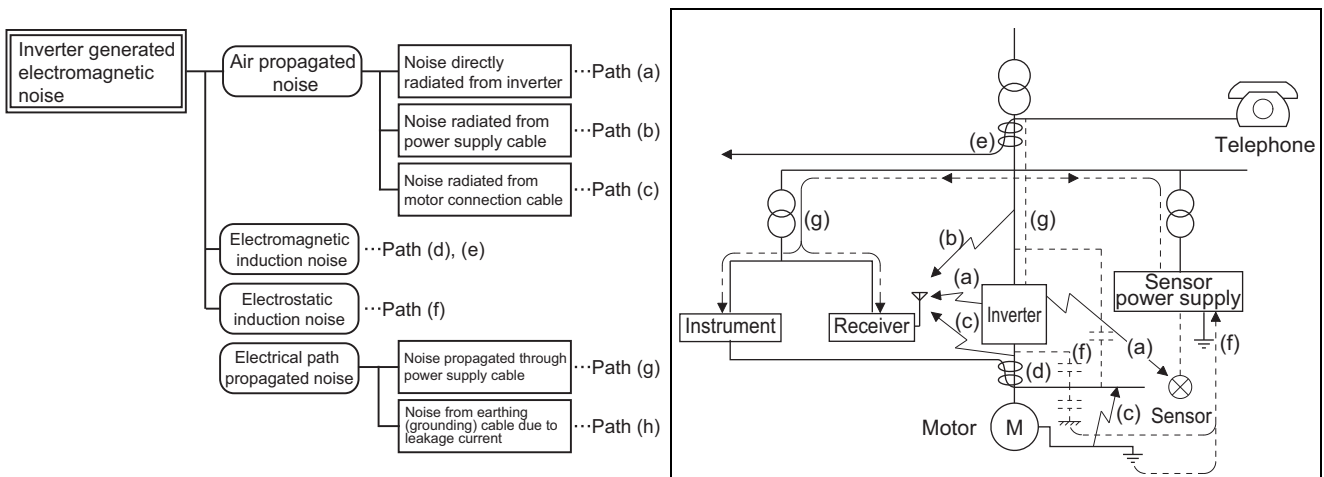 Inverter generated
electromagnetic
noise
Air propagated
noise
Noise directly
radiated from inverter
···Path (a)
Noise radiated from
power supply cable
···Path (b)
Noise radiated from
motor connection cable
···Path (c)
Electromagnetic
induction noise
···Path (d), (e)
Electrostatic
induction noise
···Path (f)
Electrical path
propagated noise
Noise propagated through
power supply cable
···Path (g)
Noise from earthing
(grounding) cable due to
leakage current
···Path (h)
Telephone
(e)
(g)
(g)
(b)
(a)
(c)
Instrument
Receiver
Inverter
Sensor
power supply
(f)
(a)
(f)
(d)
(c)
Sensor
Motor
M